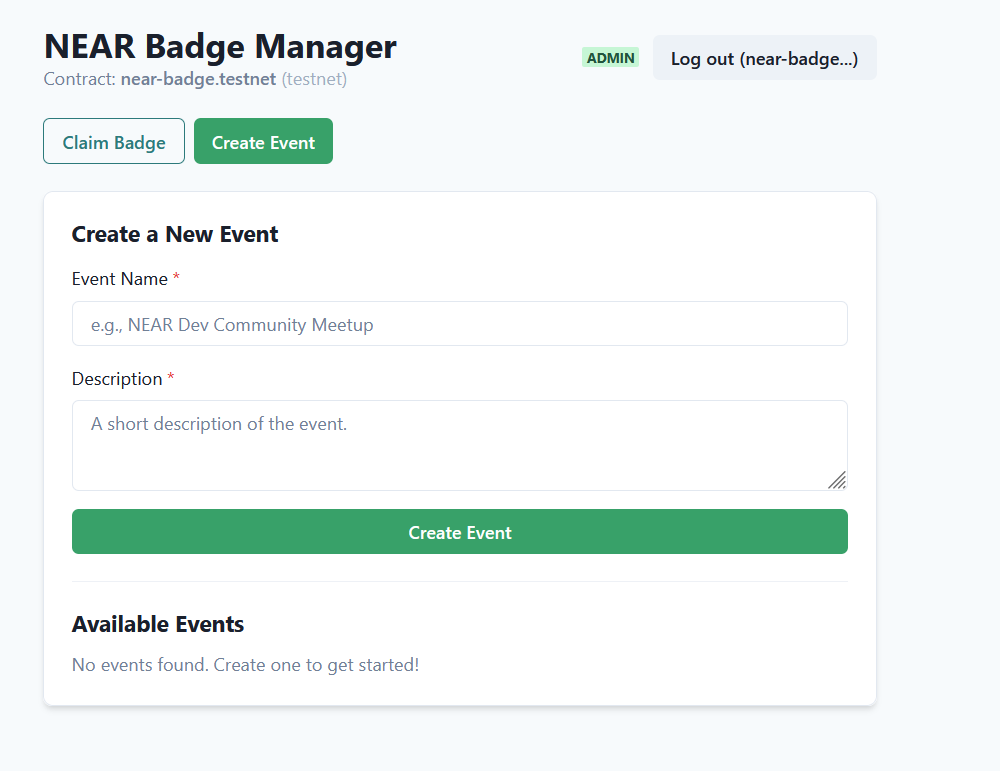 NEAR Badge Manager
Contract: near-badge.testnet (testnet)
ADMIN
Log out (near-badge...)
Claim Badge
Create Event
Create a New Event
Event Name *
e.g., NEAR Dev Community Meetup
Description *
A short description of the event.
Create Event
Available Events
No events found. Create one to get started!